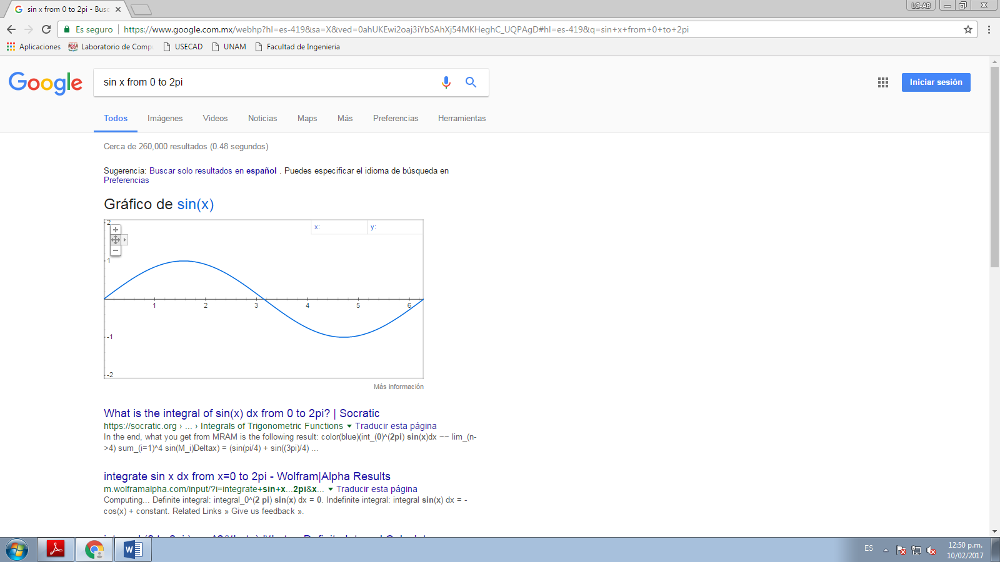 sin x from 0 to 2pi - Busc
LC-AB
Es seguro
https://www.google.com.mx/webhp?hl=es-419&sa=X&ved=0ahUKEwi2oaj3iYbSAhXj54MKHeghC_UQPAgD#hl=es-419&q=sin+x+from+0+to+2pi
Aplicaciones Laboratorio de Comp USECAD UNAM Facultad de Ingenieria
Google
sin x from 0 to 2pi
Iniciar sesión
Todos Imágenes Videos Noticias Maps Más Preferencias Herramientas
Cerca de 260,000 resultados (0.48 segundos)
Sugerencia: Buscar solo resultados en español . Puedes especificar el idioma de búsqueda en
Preferencias
Gráfico de sin(x)
x: y:
2
1
1 2 3 4 5 6
-1
-2
Más información
What is the integral of sin(x) dx from 0 to 2pi? | Socratic
https://socratic.org › ... › Integrals of Trigonometric Functions Traducir esta página
In the end, what you get from MRAM is the following result: color(blue)(int_(0)^(2pi) sin(x)dx ~~ lim_(n-
>4) sum_(i=1)^4 sin(M_i)Deltax) = (sin(pi/4) + sin((3pi)/4) ...
integrate sin x dx from x=0 to 2pi - Wolfram|Alpha Results
m.wolframalpha.com/input/?i=integrate+sin+x...2pi&x... Traducir esta página
Computing... Definite integral: integral_0^(2 pi) sin(x) dx = 0. Indefinite integral: integral sin(x) dx = -
cos(x) + constant. Related Links » Give us feedback ».
ES
12:50 p.m.
10/02/2017